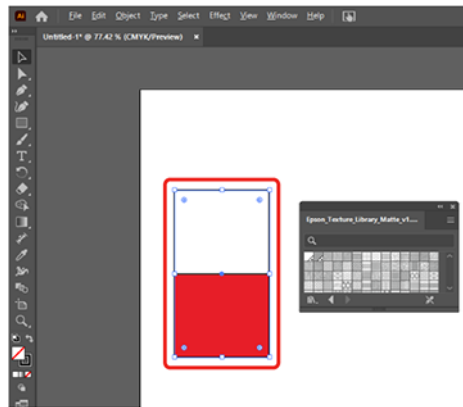 Ai File Edit Object Type Select Effect View Window Help
Untitled-1* @ 77.42 % (CMYK/Preview) ×
Epson_Texture_Library_Matte_v1....